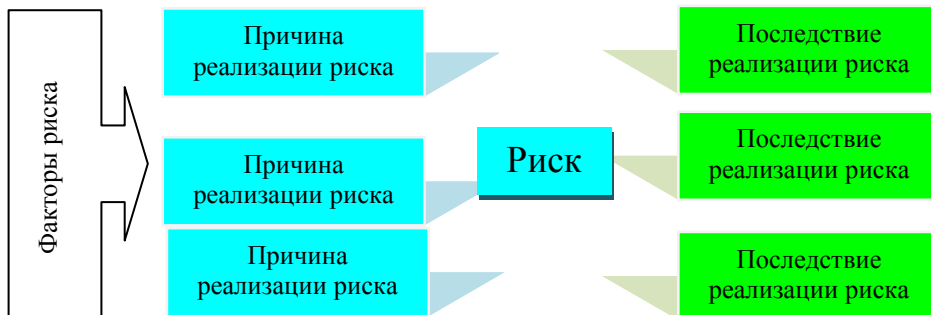 Факторы риска
Причина
реализации риска
Причина
реализации риска
Причина
реализации риска
Риск
Последствие
реализации риска
Последствие
реализации риска
Последствие
реализации риска